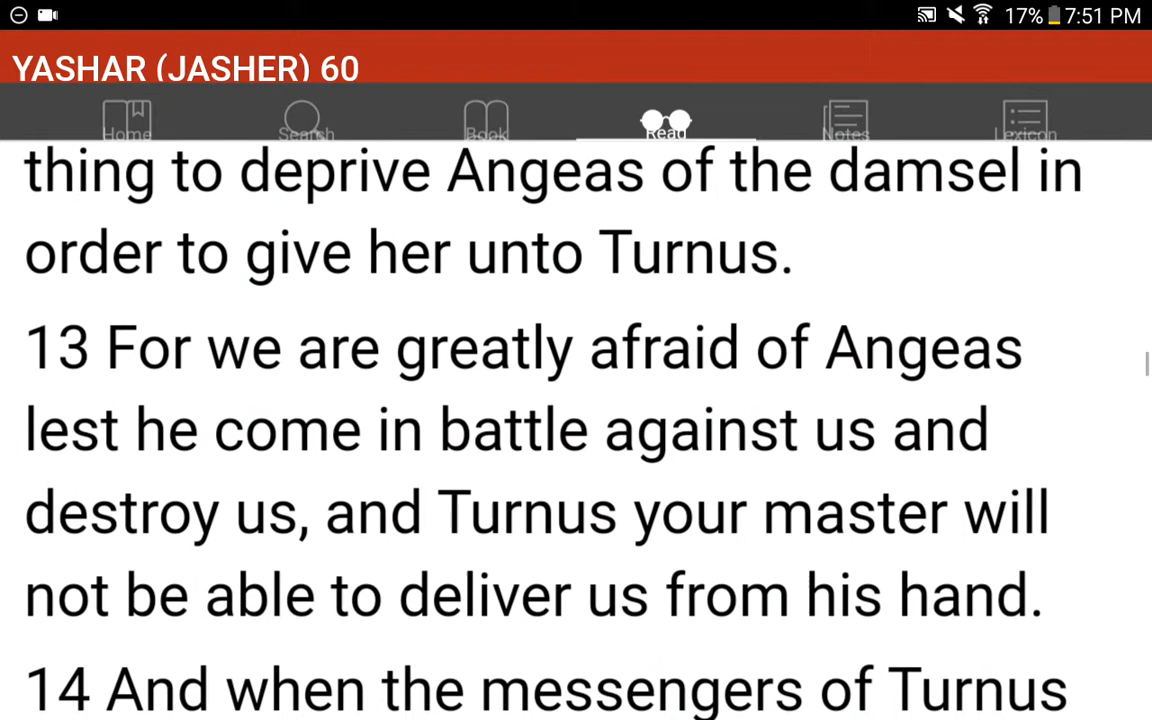 17% 7:51 PM
YASHAR (JASHER) 60
Home Search Book Read Notes Lexicon
thing to deprive Angeas of the damsel in
order to give her unto Turnus.
13 For we are greatly afraid of Angeas
lest he come in battle against us and
destroy us, and Turnus your master will
not be able to deliver us from his hand.
14 And when the messengers of Turnus